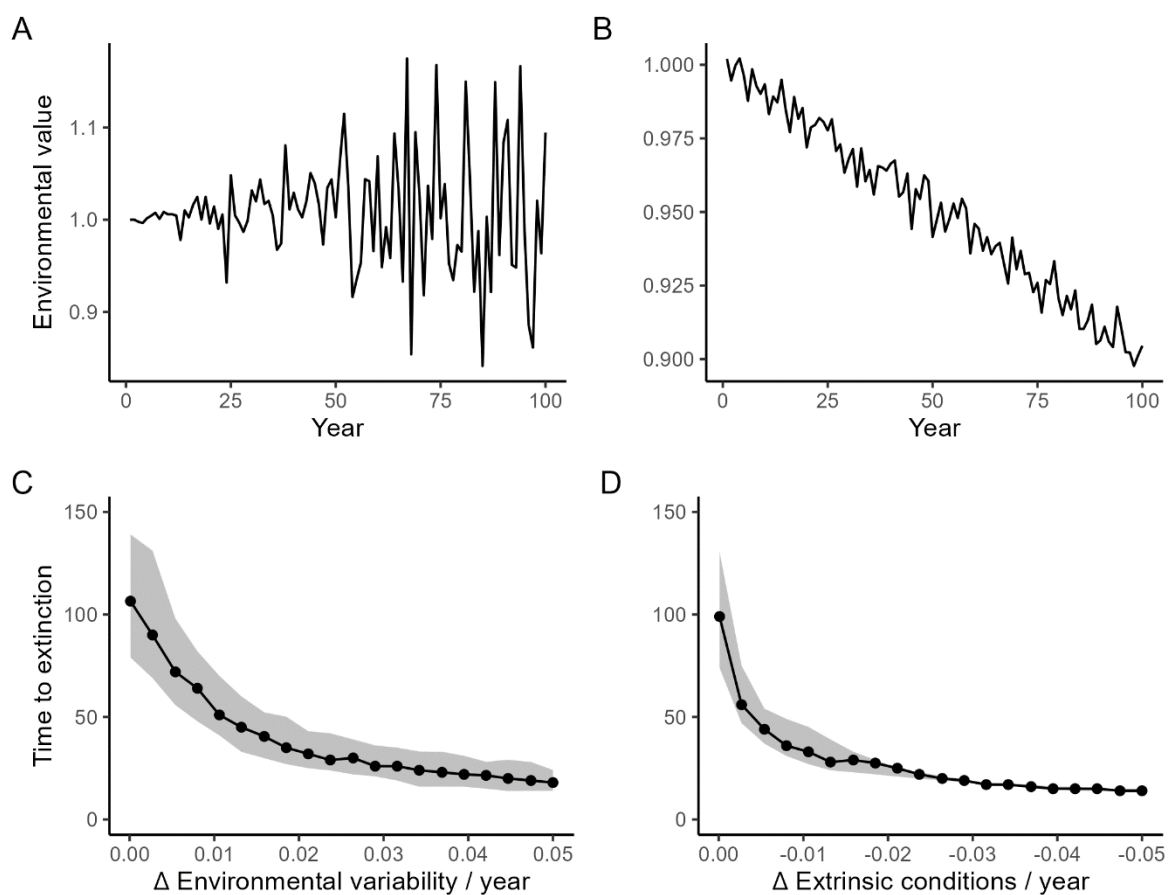 A
B
Environmental value
1.1
1.0
0.9
0 25 50 75 100
Year
1.000
0.975
0.950
0.925
0.900
0 25 50 75 100
Year
C
D
Time to extinction
150
100
50
0
0.00 0.01 0.02 0.03 0.04 0.05
Δ Environmental variability / year
150
100
50
0
0.00 -0.01 -0.02 -0.03 -0.04 -0.05
Δ Extrinsic conditions / year